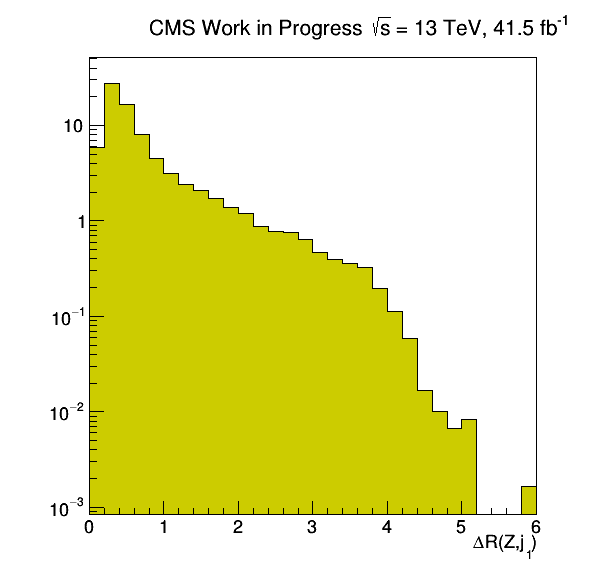 CMS Work in Progress √s = 13 TeV, 41.5 fb⁻¹
10
1
10⁻¹
10⁻²
10⁻³
0 1 2 3 4 5 6
ΔR(Z,j₁)